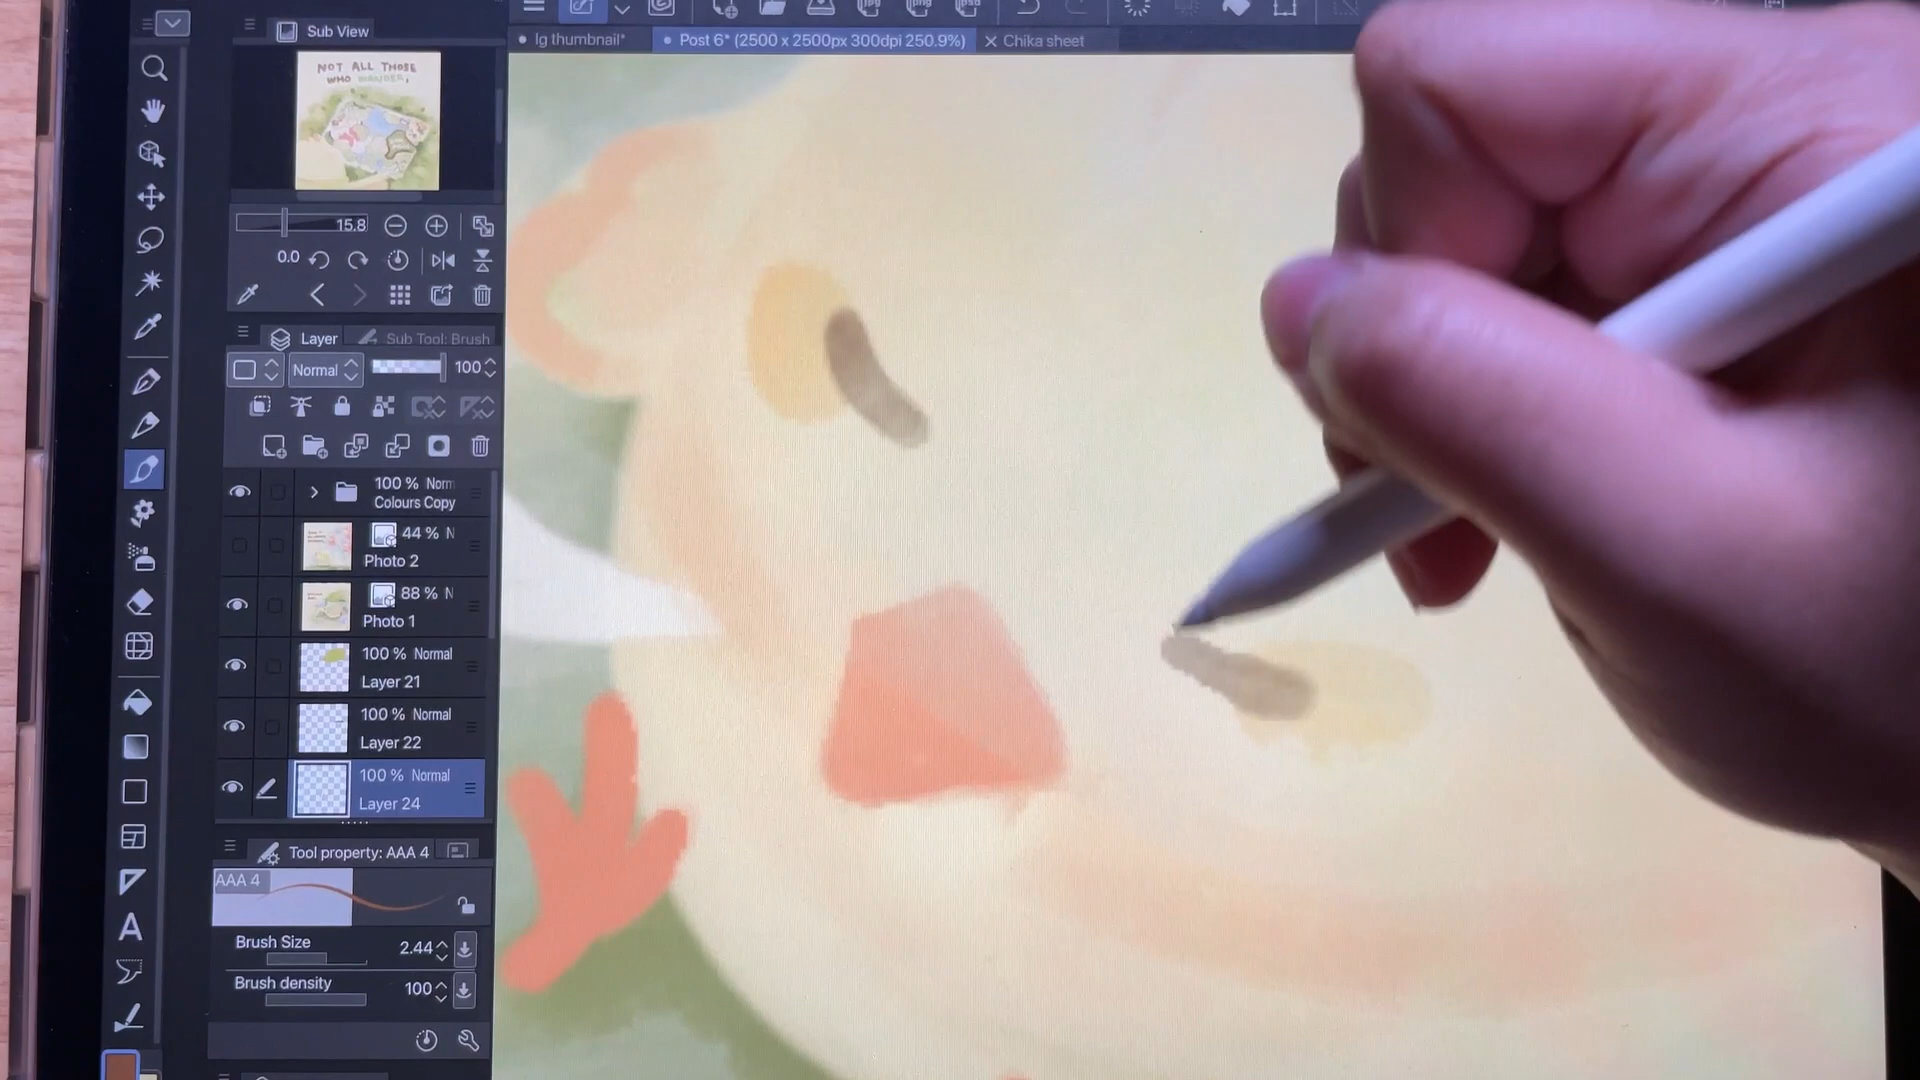 Sub View
Ig thumbnail*
Post 6* (2500 x 2500px 300dpi 250.9%)
Chika sheet
NOT ALL THOSE
WHO WANDER,
15.8
0.0
Layer
Sub Tool: Brush
Normal
100
100 % Norm
Colours Copy
44 % N
Photo 2
88 % N
Photo 1
100 % Normal
Layer 21
100 % Normal
Layer 22
100 % Normal
Layer 24
Tool property: AAA 4
AAA 4
Brush Size
2.44
Brush density
100
A